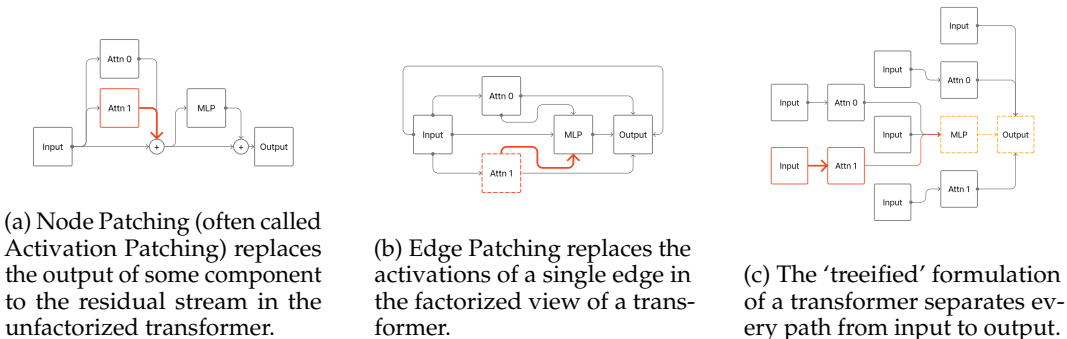 Attn 0
Attn 1
MLP
Input
+
+
Output
(a) Node Patching (often called
Activation Patching) replaces
the output of some component
to the residual stream in the
unfactorized transformer.
Attn 0
Input
MLP
Output
Attn 1
(b) Edge Patching replaces the
activations of a single edge in
the factorized view of a trans-
former.
Input
Input
Attn 0
Input
Attn 0
Input
MLP
Output
Input
Attn 1
Input
Attn 1
(c) The ‘treeified’ formulation
of a transformer separates ev-
ery path from input to output.